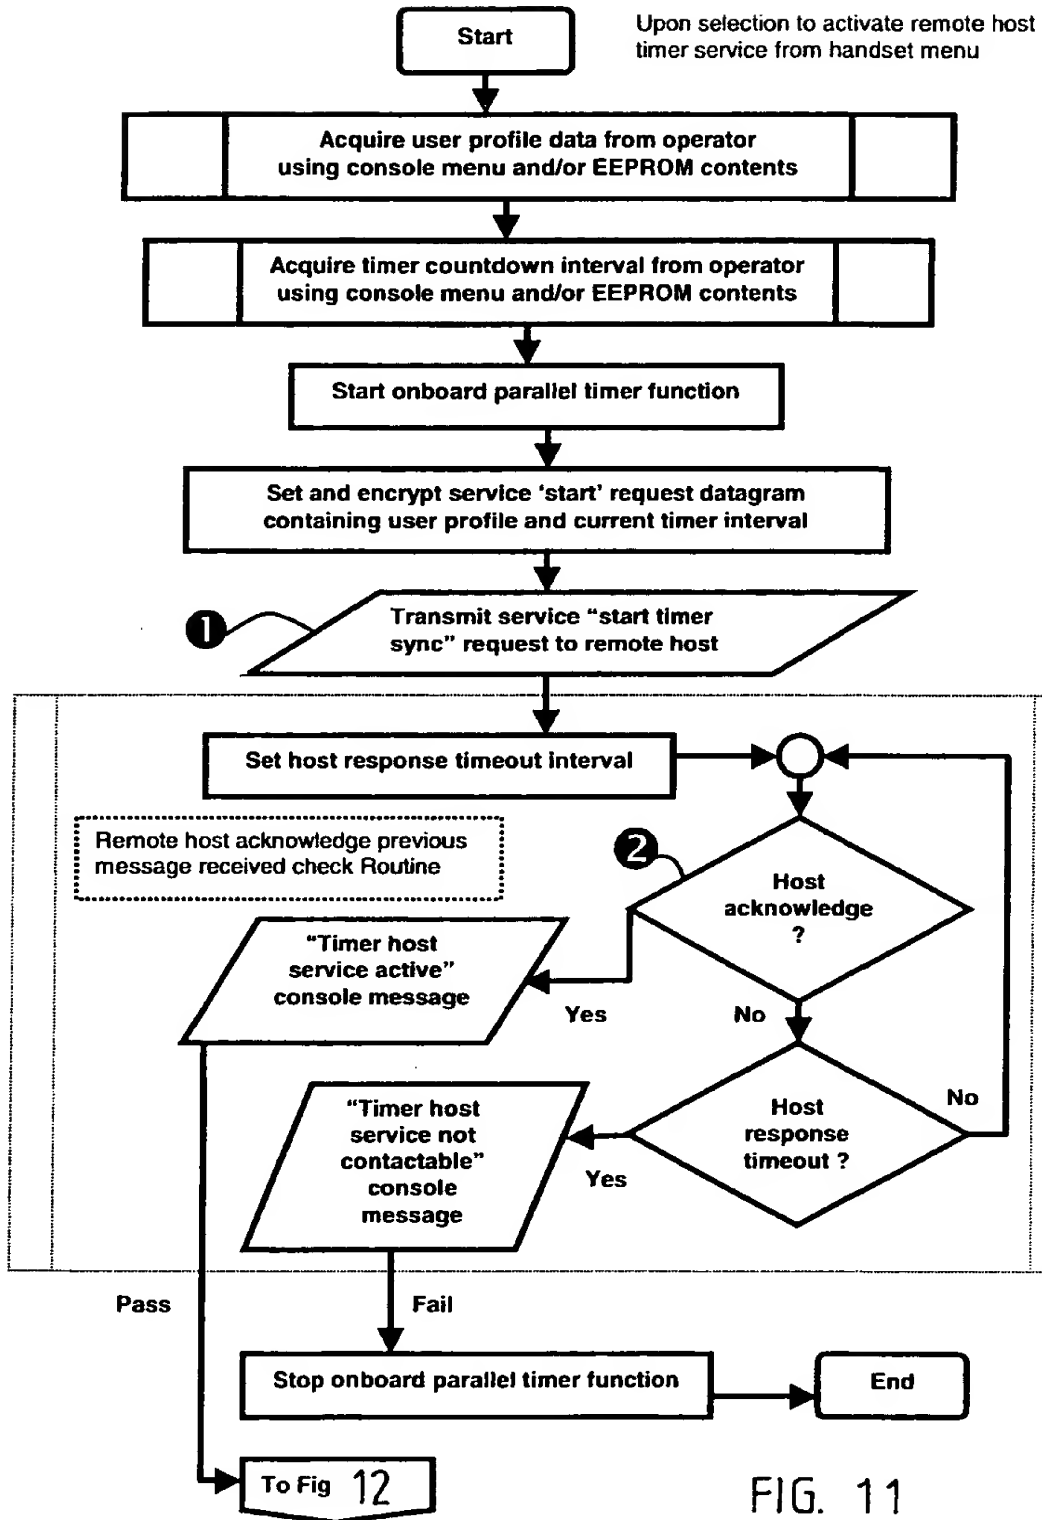 Start
Upon selection to activate remote host
timer service from handset menu
Acquire user profile data from operator
using console menu and/or EEPROM contents
Acquire timer countdown interval from operator
using console menu and/or EEPROM contents
Start onboard parallel timer function
Set and encrypt service ‘start’ request datagram
containing user profile and current timer interval
1
Transmit service “start timer
sync” request to remote host
Set host response timeout interval
Remote host acknowledge previous
message received check Routine
2
Host
acknowledge
?
“Timer host
service active”
console message
Yes
No
“Timer host
service not
contactable”
console
message
Yes
Host
response
timeout ?
No
Pass
Fail
Stop onboard parallel timer function
End
To Fig 12
FIG. 11